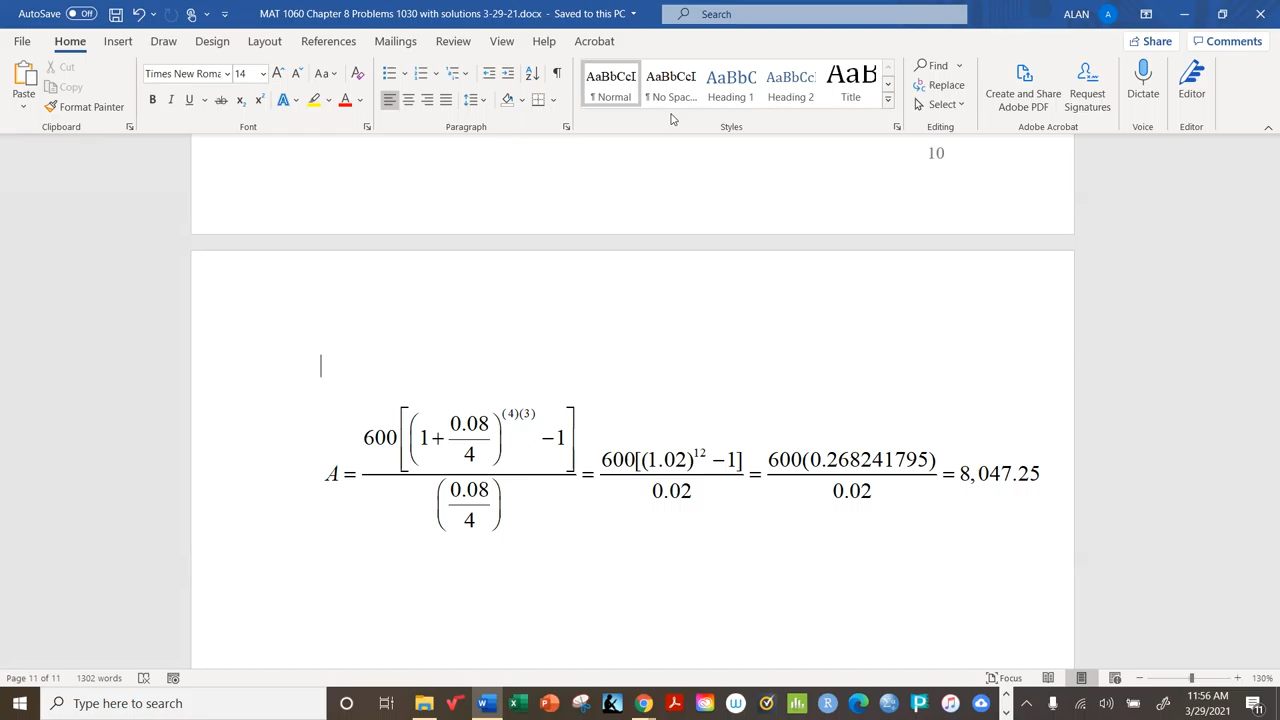 AutoSave Off MAT 1060 Chapter 8 Problems 1030 with solutions 3-29-21.docx - Saved to this PC Search ALAN A
File Home Insert Draw Design Layout References Mailings Review View Help Acrobat Share Comments
Paste Cut Copy Format Painter Clipboard
Times New Roma 14 Aa B I U ab x₂ x² A A Font
Paragraph
AaBbCcI ¶ Normal AaBbCcI ¶ No Spac... AaBbC Heading 1 AaBbCc Heading 2 AaB Title Styles
Find Replace Select Editing
Create and Share Adobe PDF Request Signatures Adobe Acrobat
Dictate Voice
Editor Editor
10
A = 600[(1+0.08/4)^(4)(3) −1] / (0.08/4) = 600[(1.02)^12 −1] / 0.02 = 600(0.268241795) / 0.02 = 8,047.25
Page 11 of 11 1302 words Focus 130%
Type here to search 11:56 AM
3/29/2021